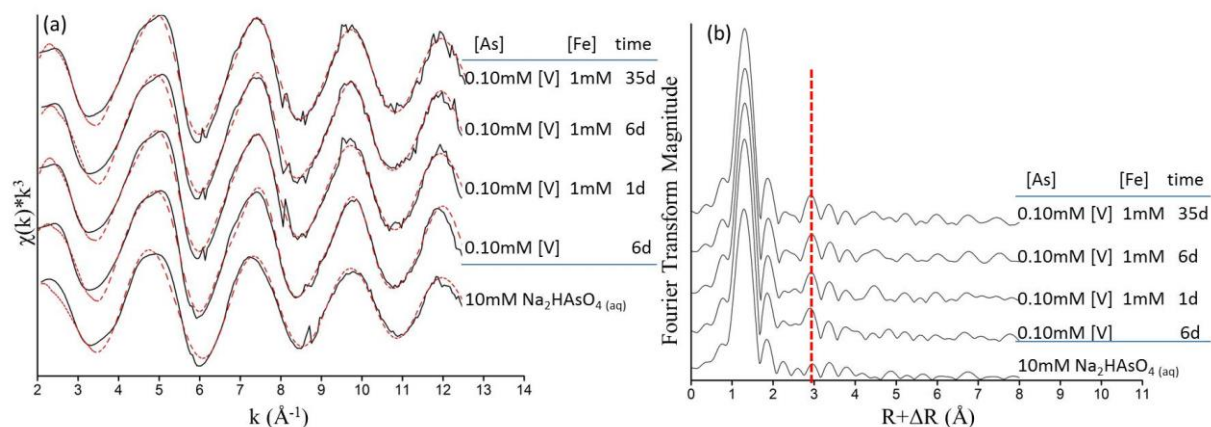 (a)
[As] [Fe] time
0.10mM [V] 1mM 35d
0.10mM [V] 1mM 6d
0.10mM [V] 1mM 1d
0.10mM [V] 6d
10mM Na₂HAsO₄ (aq)
χ(k)*k³
2 3 4 5 6 7 8 9 10 11 12 13 14
k (Å⁻¹)
(b)
[As] [Fe] time
0.10mM [V] 1mM 35d
0.10mM [V] 1mM 6d
0.10mM [V] 1mM 1d
0.10mM [V] 6d
10mM Na₂HAsO₄ (aq)
Fourier Transform Magnitude
0 1 2 3 4 5 6 7 8 9 10 11
R+ΔR (Å)